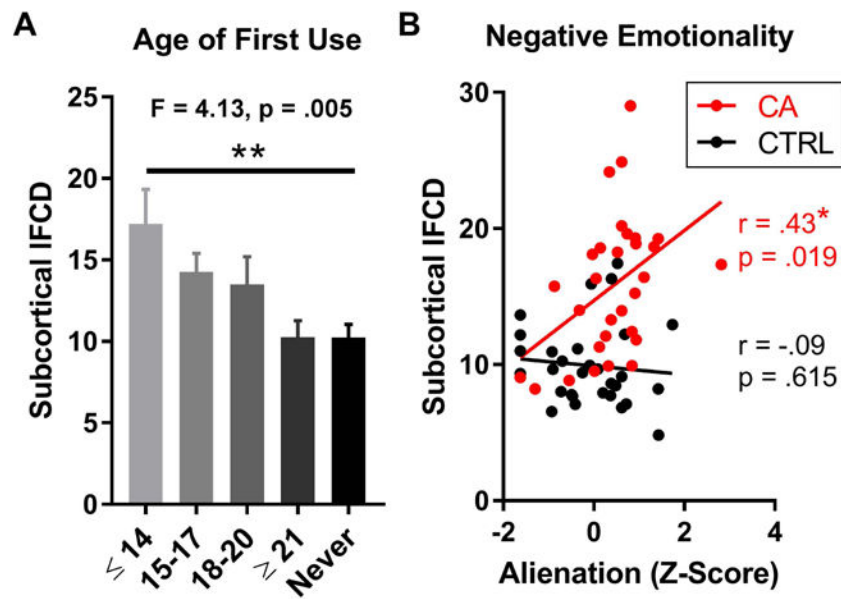 A
Age of First Use
25
20
15
10
5
0
F = 4.13, p = .005
**
Subcortical lFCD
≤ 14
15-17
18-20
≥ 21
Never
B
Negative Emotionality
30
20
10
0
CA
CTRL
r = .43*
p = .019
r = -.09
p = .615
Subcortical lFCD
-2
0
2
4
Alienation (Z-Score)